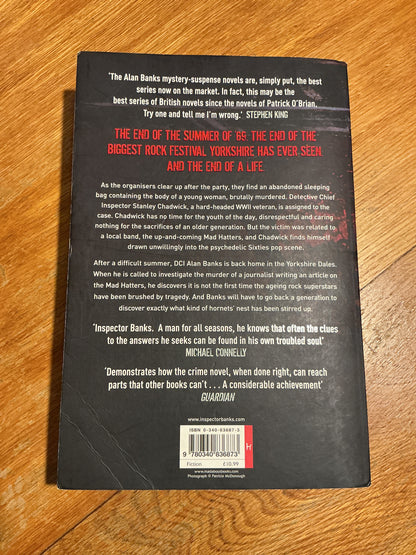 'The Alan Banks mystery-suspense novels are, simply put, the best
series now on the market. In fact, this may be the
best series of British novels since the novels of Patrick O'Brian.
Try one and tell me I'm wrong.' STEPHEN KING
THE END OF THE SUMMER OF '69. THE END OF THE
BIGGEST ROCK FESTIVAL YORKSHIRE HAS EVER SEEN.
AND THE END OF A LIFE.
As the organisers clear up after the party, they find an abandoned sleeping
bag containing the body of a young woman, brutally murdered. Detective Chief
Inspector Stanley Chadwick, a hard-headed WWII veteran, is assigned to the
case. Chadwick has no time for the youth of the day, disrespectful and caring
nothing for the sacrifices of an older generation. But the victim was related to
a local band, the up-and-coming Mad Hatters, and Chadwick finds himself
drawn unwillingly into the psychedelic Sixties pop scene.
After a difficult summer, DCI Alan Banks is back home in the Yorkshire Dales.
When he is called to investigate the murder of a journalist writing an article on
the Mad Hatters, he discovers it is not the first time the ageing rock superstars
have been brushed by tragedy. And Banks will have to go back a generation to
discover exactly what kind of hornets' nest has been stirred up.
'Inspector Banks. A man for all seasons, he knows that often the clues
to the answers he seeks can be found in his own troubled soul'
MICHAEL CONNELLY
'Demonstrates how the crime novel, when done right, can reach
parts that other books can't . . . A considerable achievement'
GUARDIAN
www.inspectorbanks.com
ISBN 0-340-83687-3
9 780340 836873
Fiction £10.99
www.madaboutbooks.com
Photograph © Patricia McDonough